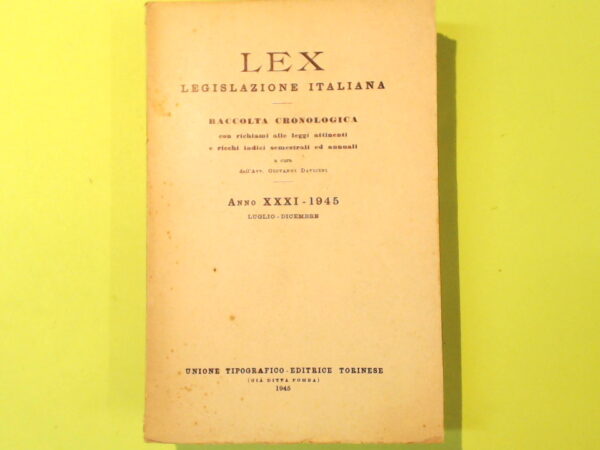 LEX
LEGISLAZIONE ITALIANA
RACCOLTA CRONOLOGICA
con richiami alle leggi attinenti
e ricchi indici semestrali ed annuali
a cura
dell'Avv. GIOVANNI
ANNO XXXI - 1945
LUGLIO - DICEMBRE
UNIONE TIPOGRAFICO - EDITRICE TORINESE
(GIÀ DITTA POMBA)
1945